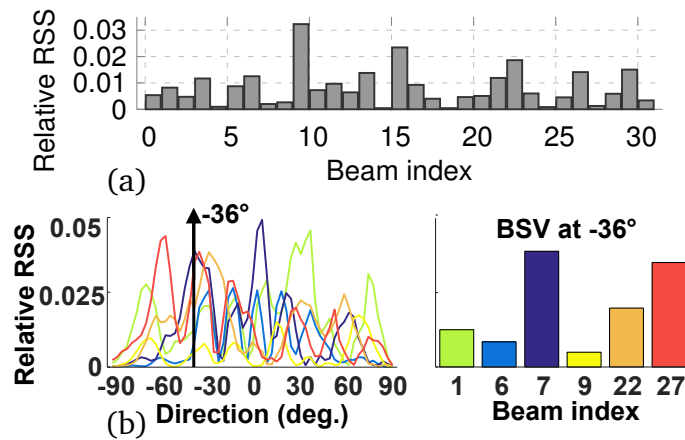 Relative RSS
0.03
0.02
0.01
0
0 5 10 15 20 25 30
Beam index
(a)
Relative RSS
0.05
0.025
0
-36°
-90 -60 -30 0 30 60 90
Direction (deg.)
(b)
BSV at -36°
1 6 7 9 22 27
Beam index